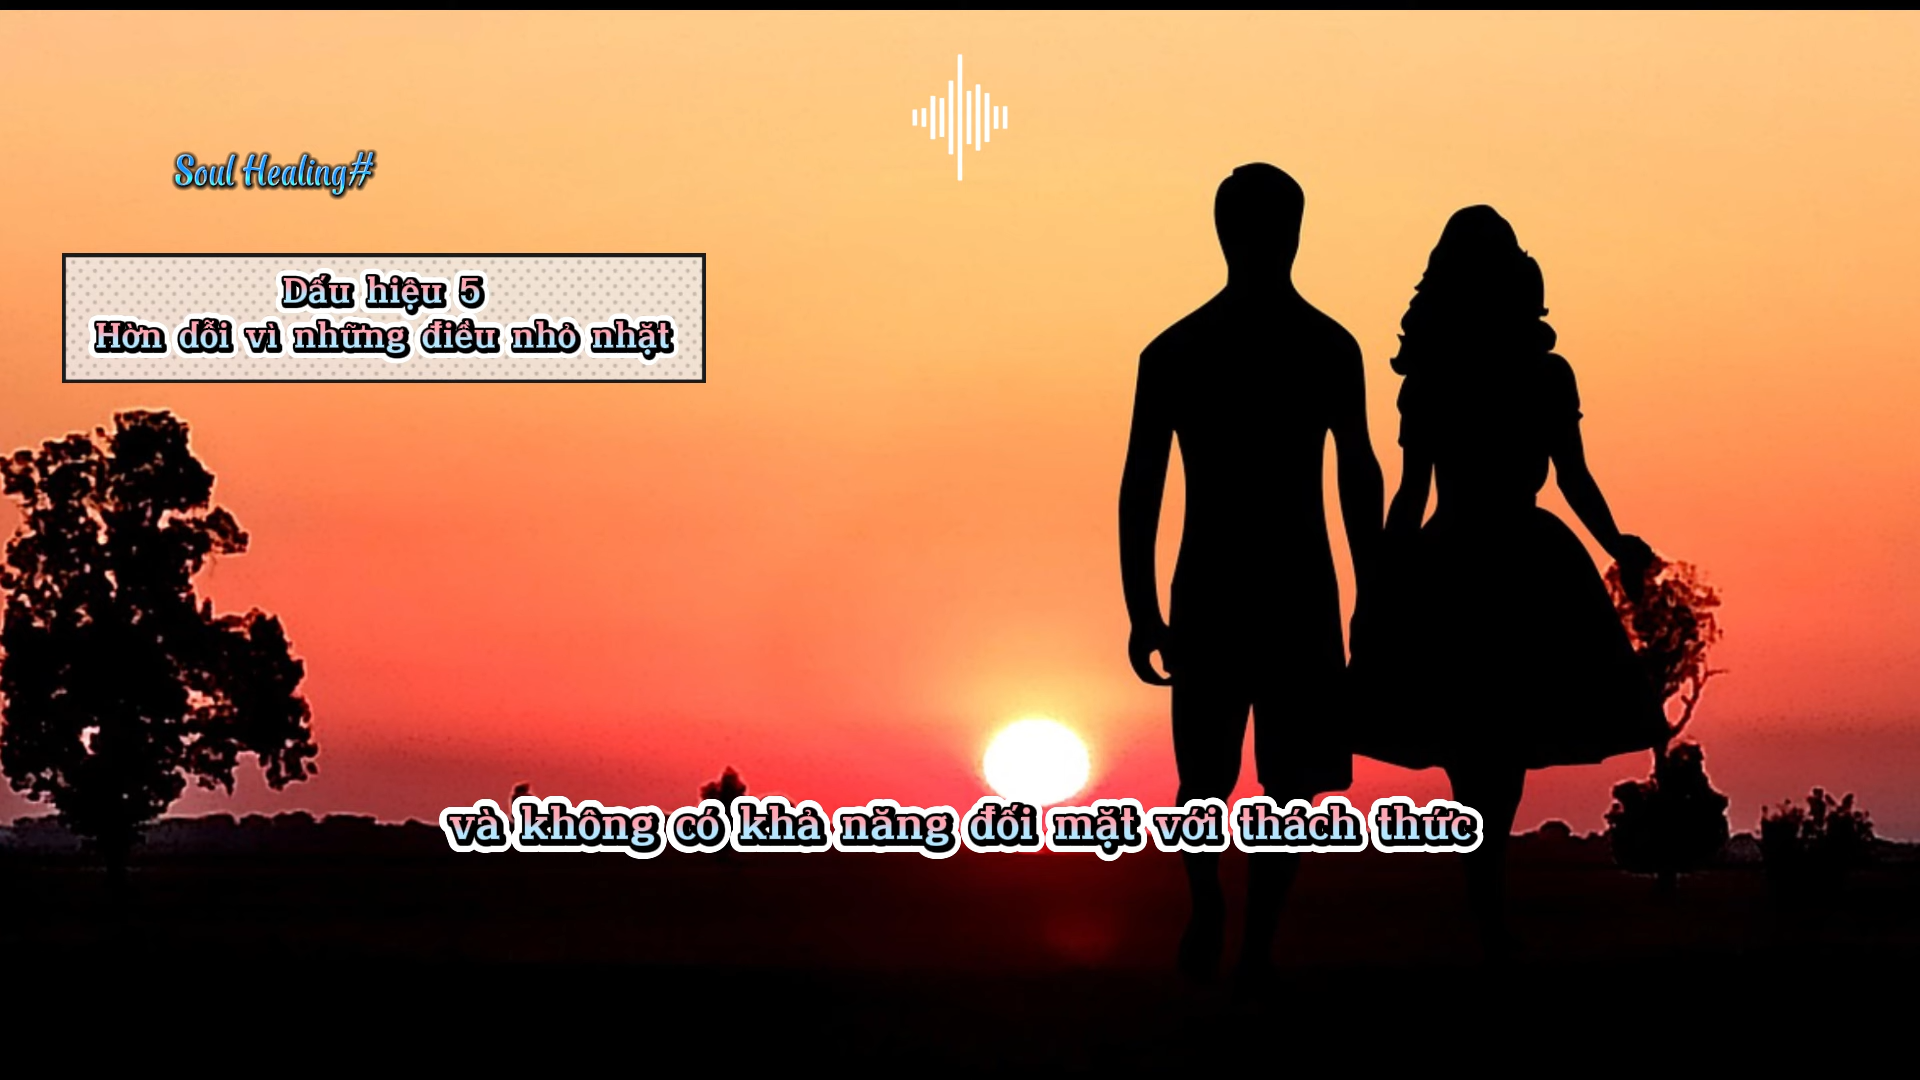 Soul Healing#
Dấu hiệu 5
Hờn dỗi vì những điều nhỏ nhặt
và không có khả năng đối mặt với thách thức